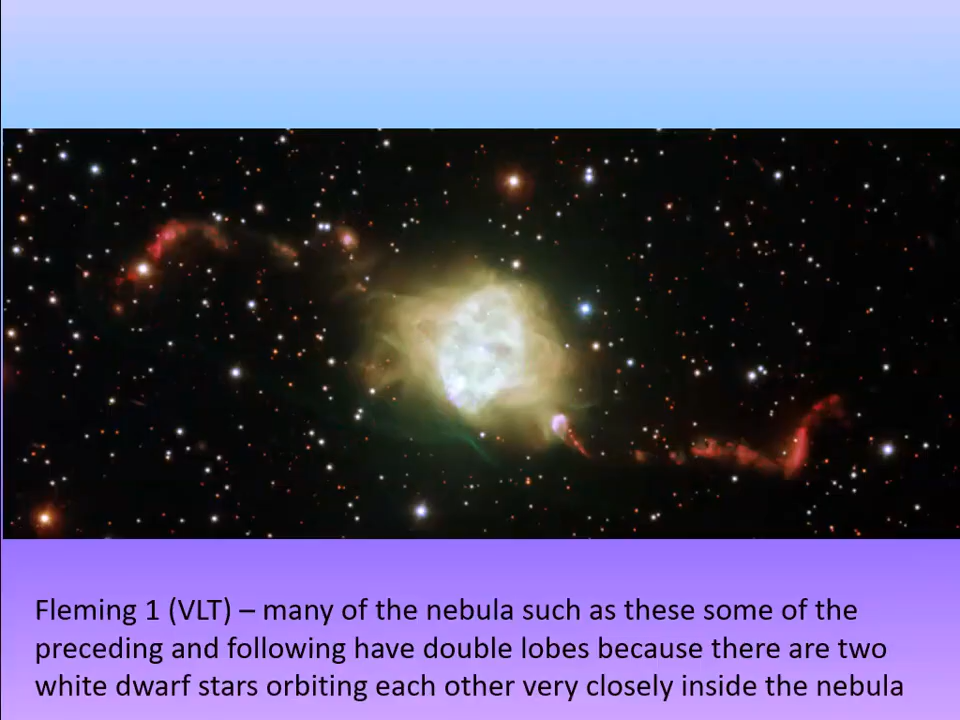 Fleming 1 (VLT) – many of the nebula such as these some of the
preceding and following have double lobes because there are two
white dwarf stars orbiting each other very closely inside the nebula